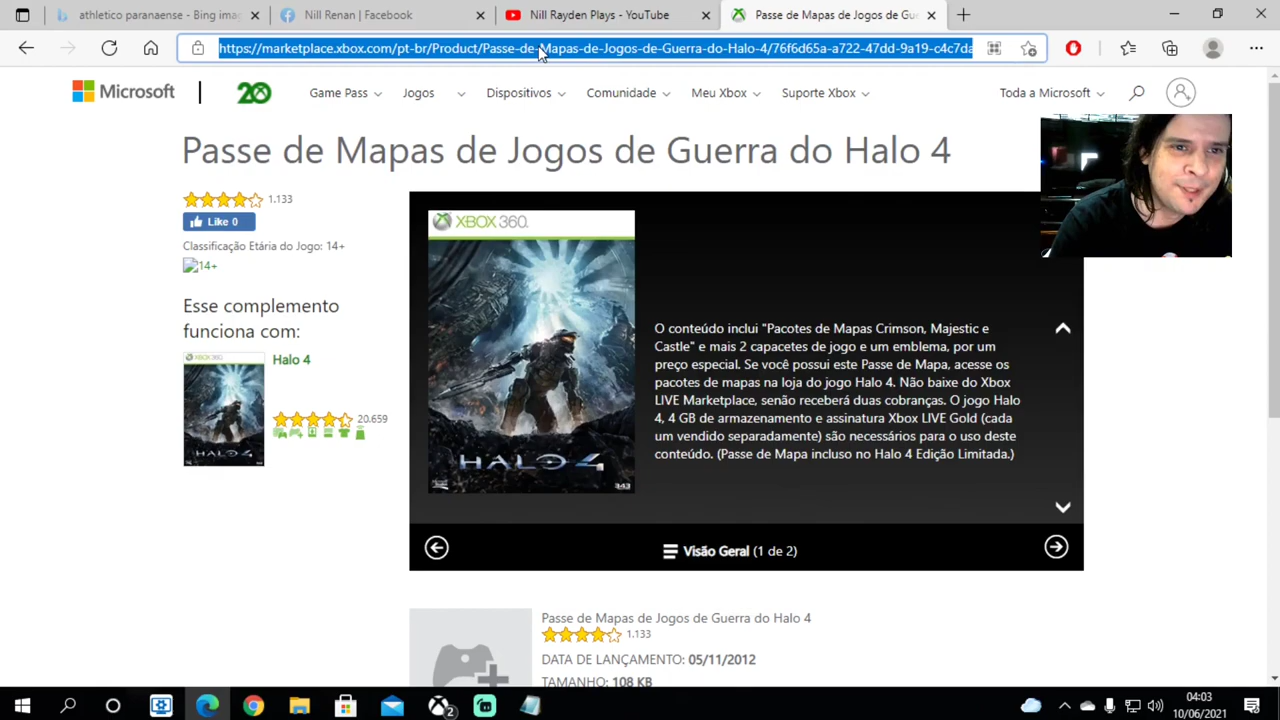 athletico paranaense - Bing imag
Nill Renan | Facebook
Nill Rayden Plays - YouTube
Passe de Mapas de Jogos de Gu
https://marketplace.xbox.com/pt-br/Product/Passe-de-Mapas-de-Jogos-de-Guerra-do-Halo-4/76f6d65a-a722-47dd-9a19-c4c7da
Microsoft
20
Game Pass
Jogos
Dispositivos
Comunidade
Meu Xbox
Suporte Xbox
Toda a Microsoft
Passe de Mapas de Jogos de Guerra do Halo 4
1.133
Like 0
Classificação Etária do Jogo: 14+
14+
Esse complemento
funciona com:
Halo 4
20.659
XBOX 360
HALO 4
343
XBOX 360
HALO 4
O conteúdo inclui "Pacotes de Mapas Crimson, Majestic e
Castle" e mais 2 capacetes de jogo e um emblema, por um
preço especial. Se você possui este Passe de Mapa, acesse os
pacotes de mapas na loja do jogo Halo 4. Não baixe do Xbox
LIVE Marketplace, senão receberá duas cobranças. O jogo Halo
4, 4 GB de armazenamento e assinatura Xbox LIVE Gold (cada
um vendido separadamente) são necessários para o uso deste
conteúdo. (Passe de Mapa incluso no Halo 4 Edição Limitada.)
Visão Geral (1 de 2)
Passe de Mapas de Jogos de Guerra do Halo 4
1.133
DATA DE LANÇAMENTO: 05/11/2012
TAMANHO: 108 KB
2
04:03
10/06/2021